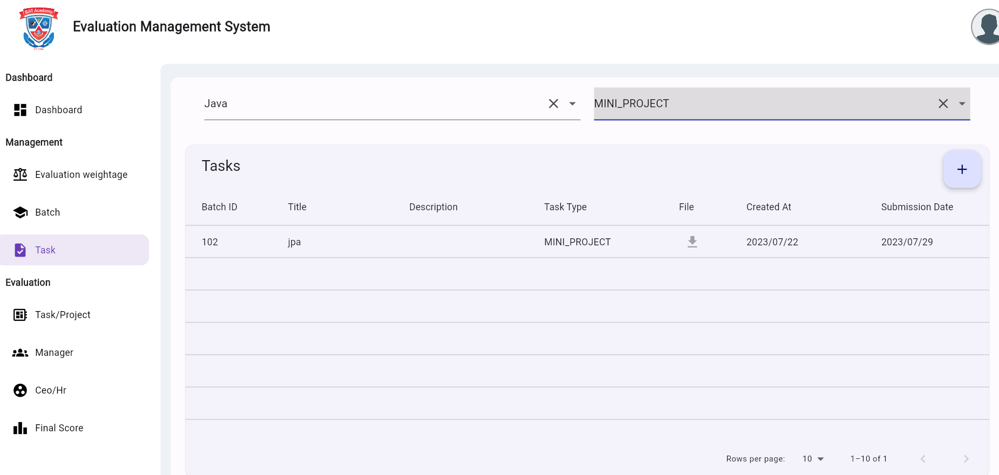 BJIT Academy
EST 2014
Evaluation Management System
Dashboard
Dashboard
Management
Evaluation weightage
Batch
Task
Evaluation
Task/Project
Manager
Ceo/Hr
Final Score
Java
MINI_PROJECT
Tasks
Batch ID Title Description Task Type File Created At Submission Date
102 jpa MINI_PROJECT 2023/07/22 2023/07/29
Rows per page: 10 1–10 of 1